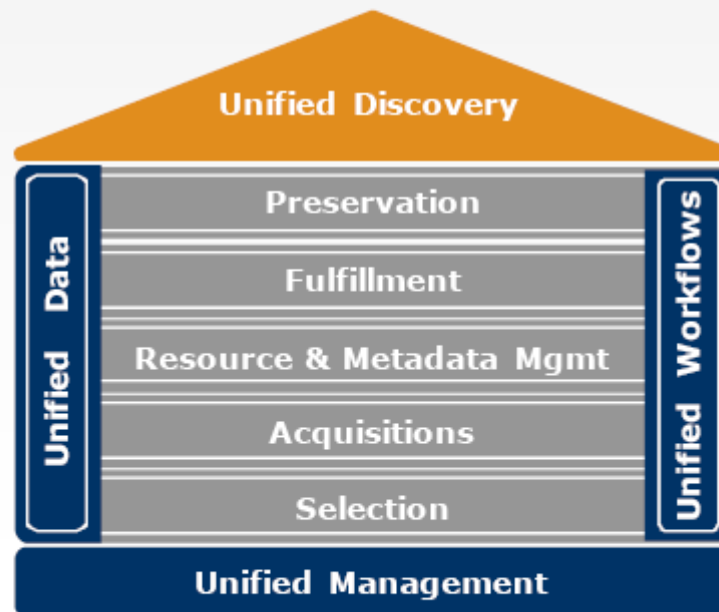 Unified Discovery
Unified Data
Preservation
Fulfillment
Resource & Metadata Mgmt
Acquisitions
Selection
Unified Workflows
Unified Management